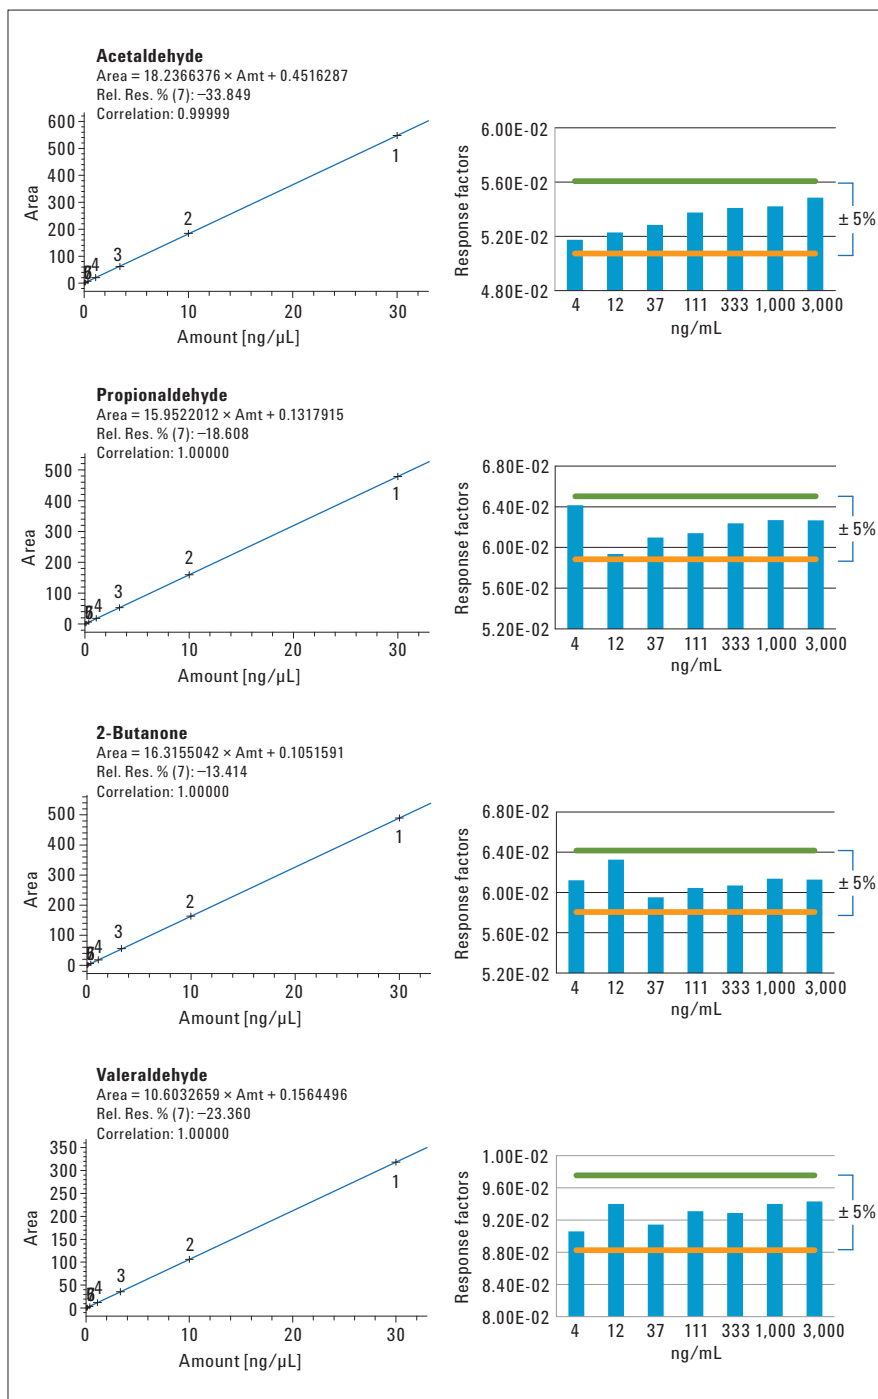 Acetaldehyde
Area = 18.2366376 × Amt + 0.4516287
Rel. Res. % (7): –33.849
Correlation: 0.99999
Area
600
500
400
300
200
100
0
4
3
2
1
0
10
20
30
Amount [ng/µL]
Response factors
6.00E-02
5.60E-02
5.20E-02
4.80E-02
± 5%
4 12 37 111 333 1,000 3,000
ng/mL
Propionaldehyde
Area = 15.9522012 × Amt + 0.1317915
Rel. Res. % (7): –18.608
Correlation: 1.00000
Area
500
400
300
200
100
0
4
3
2
1
0
10
20
30
Amount [ng/µL]
Response factors
6.80E-02
6.40E-02
6.00E-02
5.60E-02
5.20E-02
± 5%
4 12 37 111 333 1,000 3,000
ng/mL
2-Butanone
Area = 16.3155042 × Amt + 0.1051591
Rel. Res. % (7): –13.414
Correlation: 1.00000
Area
500
400
300
200
100
0
4
3
2
1
0
10
20
30
Amount [ng/µL]
Response factors
6.80E-02
6.40E-02
6.00E-02
5.60E-02
5.20E-02
± 5%
4 12 37 111 333 1,000 3,000
ng/mL
Valeraldehyde
Area = 10.6032659 × Amt + 0.1564496
Rel. Res. % (7): –23.360
Correlation: 1.00000
Area
350
300
250
200
150
100
50
0
4
3
2
1
0
10
20
30
Amount [ng/µL]
Response factors
1.00E-02
9.60E-02
9.20E-02
8.80E-02
8.40E-02
8.00E-02
± 5%
4 12 37 111 333 1,000 3,000
ng/mL